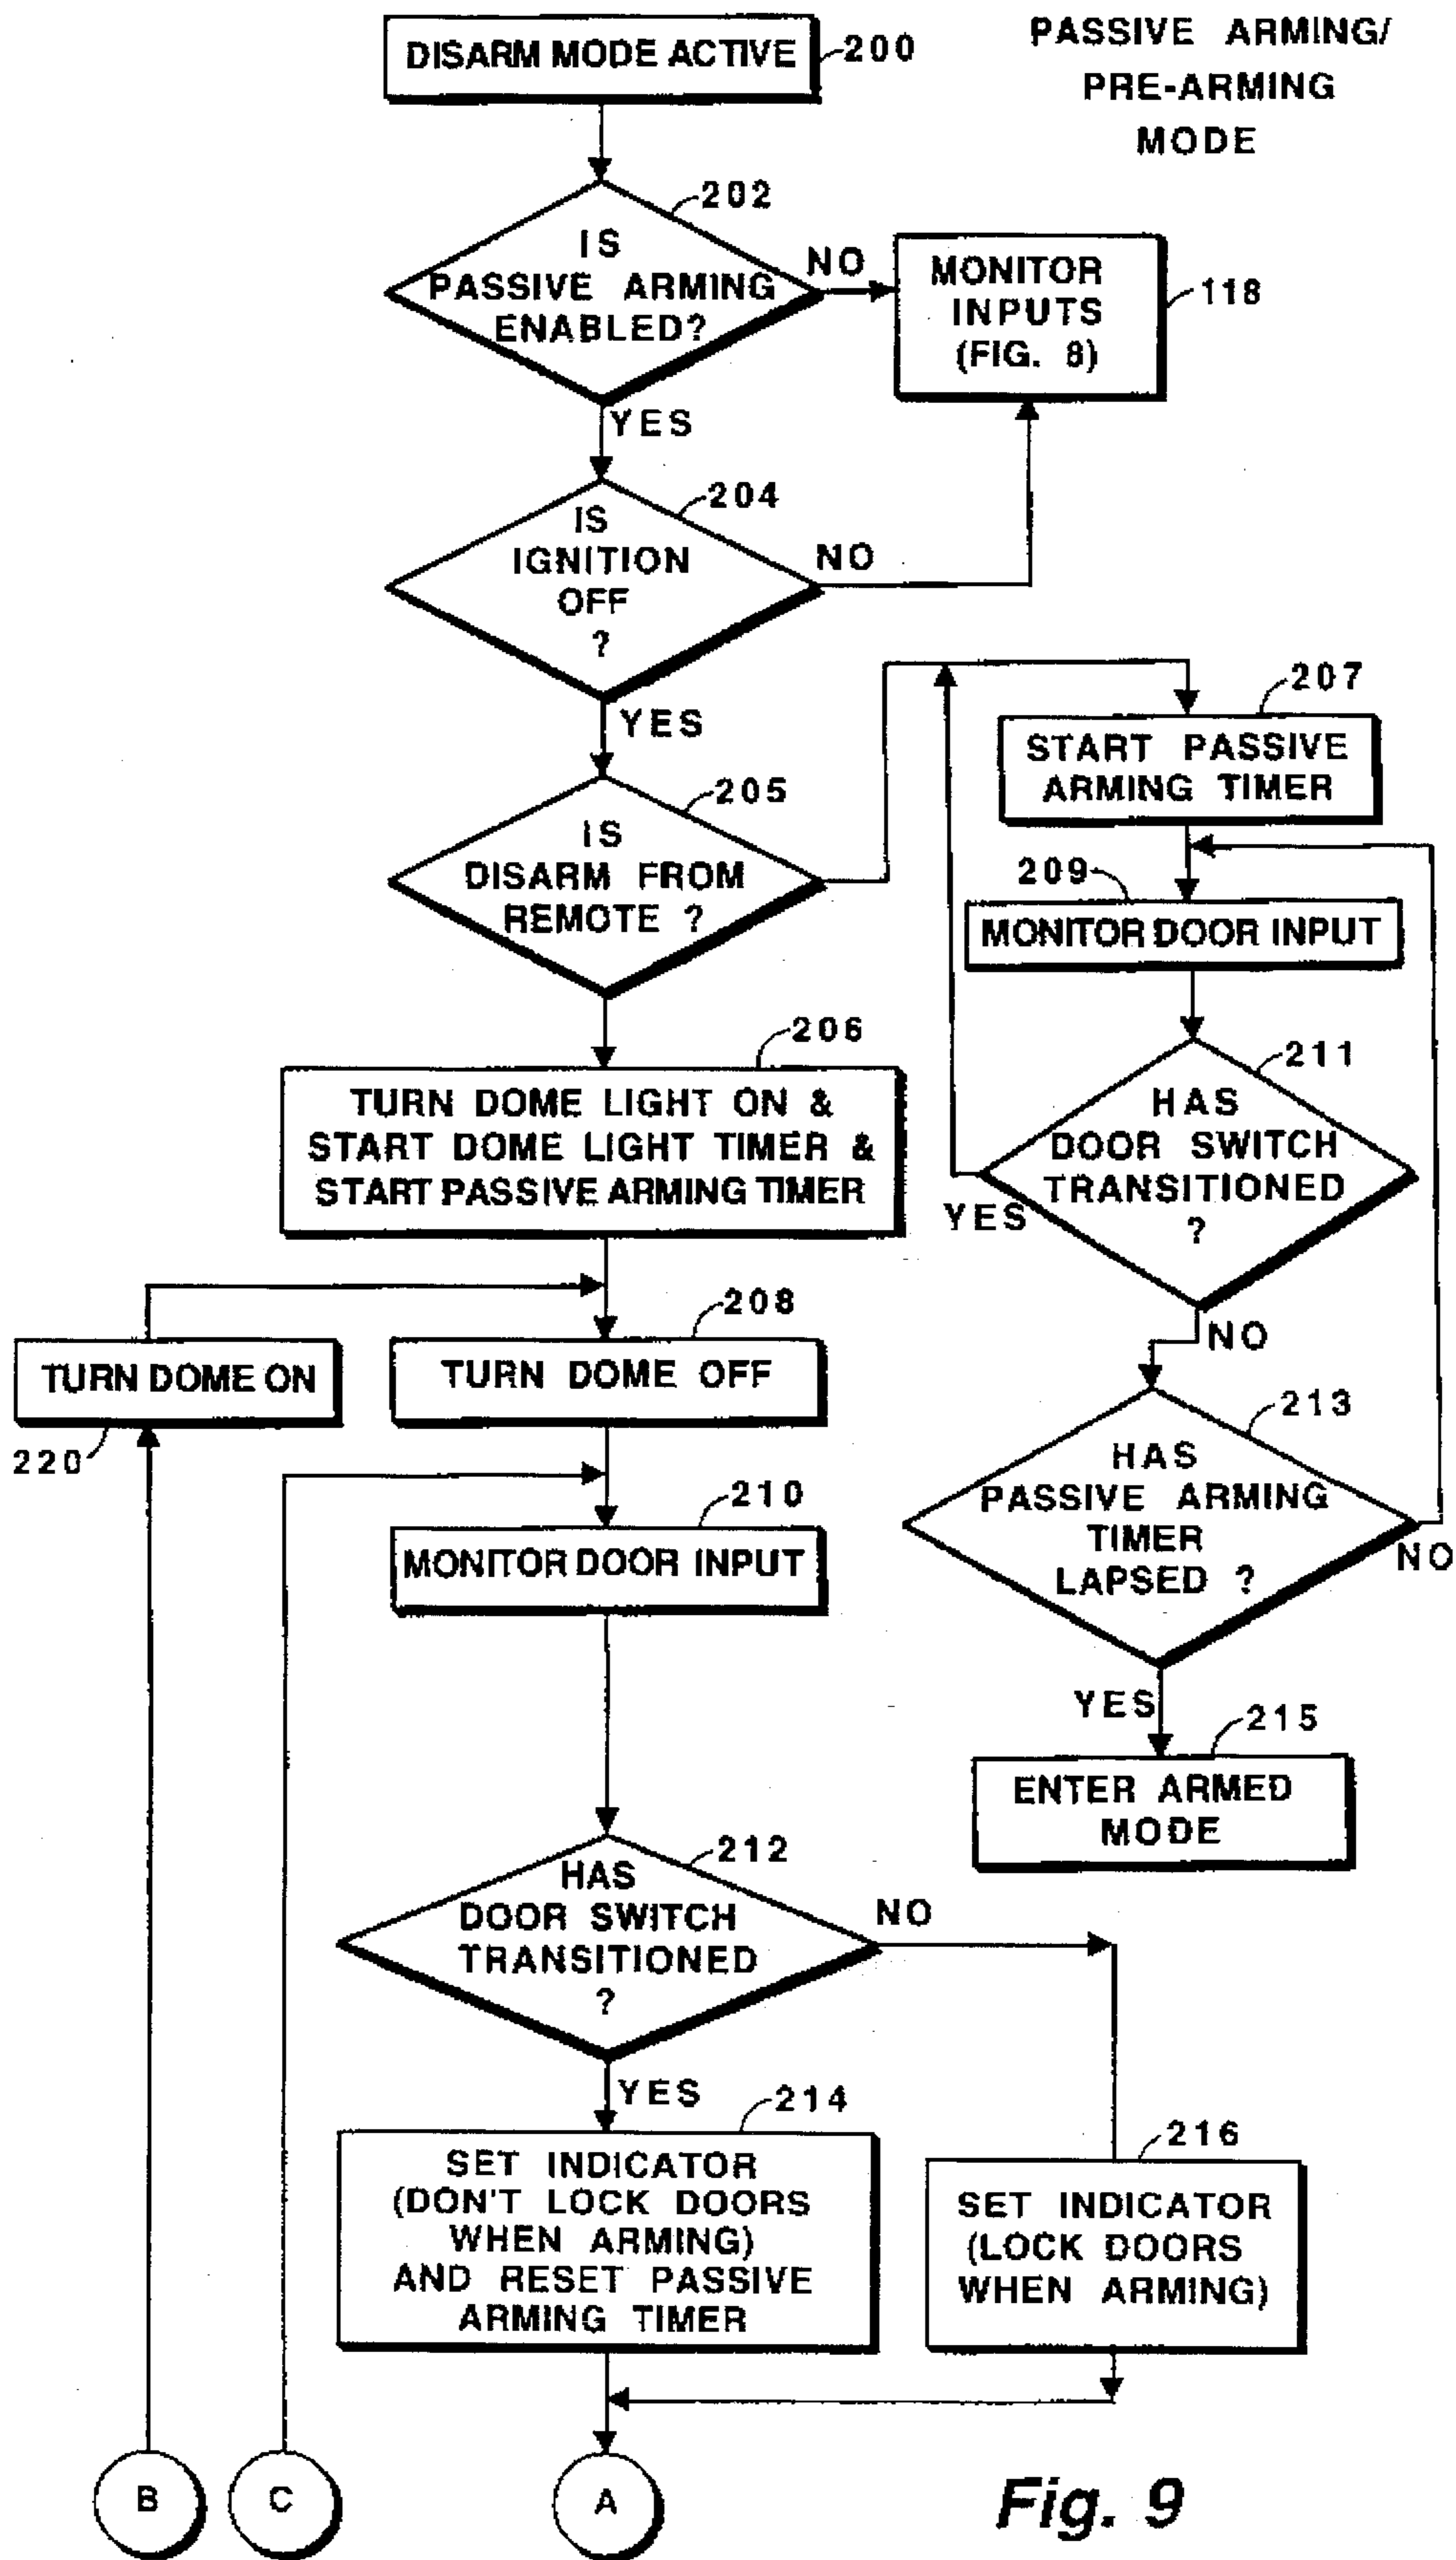 PASSIVE ARMING/
PRE-ARMING
MODE
DISARM MODE ACTIVE
200
202
IS
PASSIVE ARMING
ENABLED?
NO
MONITOR
INPUTS
(FIG. 8)
118
YES
204
IS
IGNITION
OFF
?
NO
YES
205
IS
DISARM FROM
REMOTE ?
207
START PASSIVE
ARMING TIMER
209
MONITOR DOOR INPUT
211
HAS
DOOR SWITCH
TRANSITIONED
?
YES
NO
213
HAS
PASSIVE ARMING
TIMER
LAPSED ?
NO
YES
215
ENTER ARMED
MODE
206
TURN DOME LIGHT ON &
START DOME LIGHT TIMER &
START PASSIVE ARMING TIMER
TURN DOME ON
220
208
TURN DOME OFF
210
MONITOR DOOR INPUT
212
HAS
DOOR SWITCH
TRANSITIONED
?
NO
YES
214
SET INDICATOR
(DON'T LOCK DOORS
WHEN ARMING)
AND RESET PASSIVE
ARMING TIMER
216
SET INDICATOR
(LOCK DOORS
WHEN ARMING)
B
C
A
Fig. 9